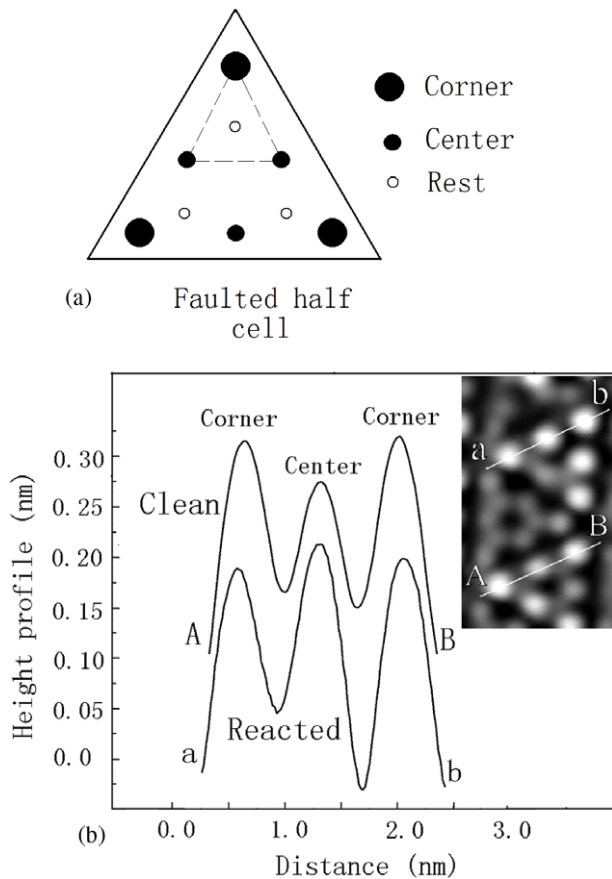 Corner
Center
Rest
(a)
Faulted half
cell
Corner
Corner
Center
Clean
A
B
Reacted
a
b
Height profile (nm)
0.30
0.25
0.20
0.15
0.10
0.05
0.0
a
b
A
B
(b)
0.0
1.0
2.0
3.0
Distance (nm)